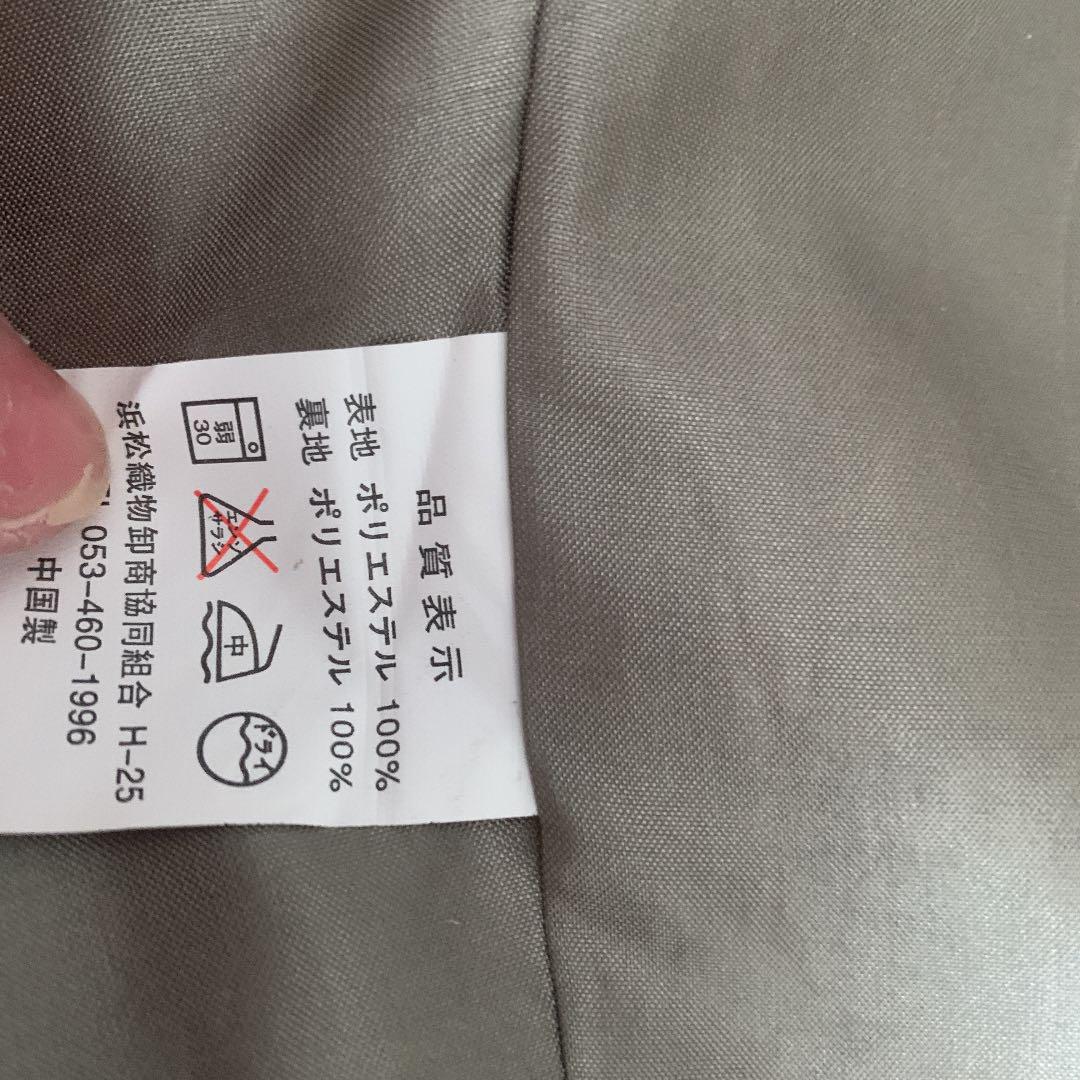 品質表示
表地 ポリエステル 100%
裏地 ポリエステル 100%
弱
30
エンソ
サラシ
中
ドライ
浜松織物卸商協同組合 H-25
053-460-1996
中国製